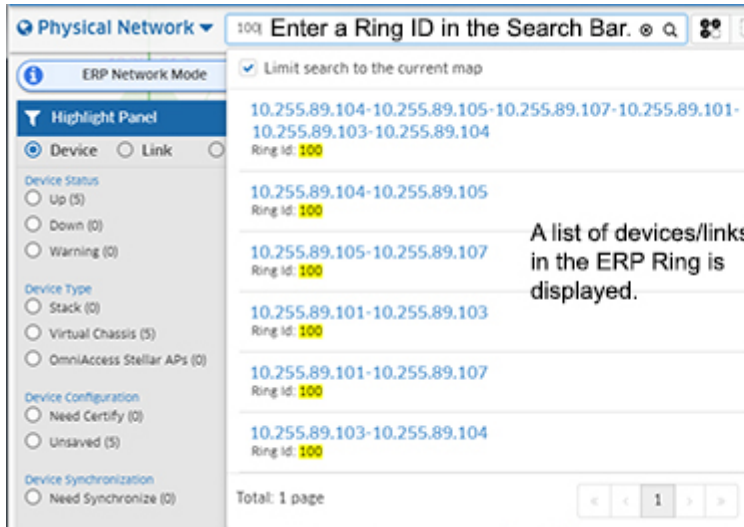 Physical Network
100 Enter a Ring ID in the Search Bar.
ERP Network Mode
Limit search to the current map
Highlight Panel
Device Link
Device Status
Up (5)
Down (0)
Warning (0)
Device Type
Stack (0)
Virtual Chassis (5)
OmniAccess Stellar APs (0)
Device Configuration
Need Certify (0)
Unsaved (5)
Device Synchronization
Need Synchronize (0)
10.255.89.104-10.255.89.105-10.255.89.107-10.255.89.101-
10.255.89.103-10.255.89.104
Ring Id: 100
10.255.89.104-10.255.89.105
Ring Id: 100
10.255.89.105-10.255.89.107
Ring Id: 100
10.255.89.101-10.255.89.103
Ring Id: 100
10.255.89.101-10.255.89.107
Ring Id: 100
10.255.89.103-10.255.89.104
Ring Id: 100
A list of devices/links
in the ERP Ring is
displayed.
Total: 1 page
« ‹ 1 › »